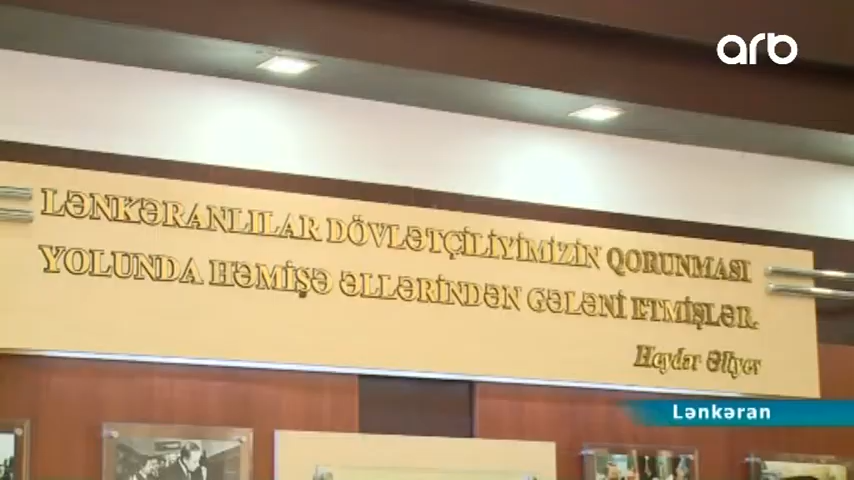 arb
LƏNKƏRANLILAR DÖVLƏTÇİLİYİMİZİN QORUNMASI
YOLUNDA HƏMİŞƏ ƏLLƏRİNDƏN GƏLƏNİ ETMİŞLƏR.
Heydər Əliyev
Lənkəran